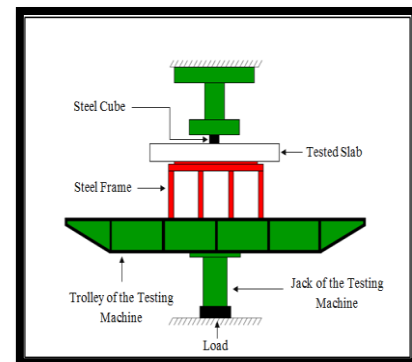 Steel Cube
Tested Slab
Steel Frame
Trolley of the Testing
Machine
Jack of the Testing
Machine
Load